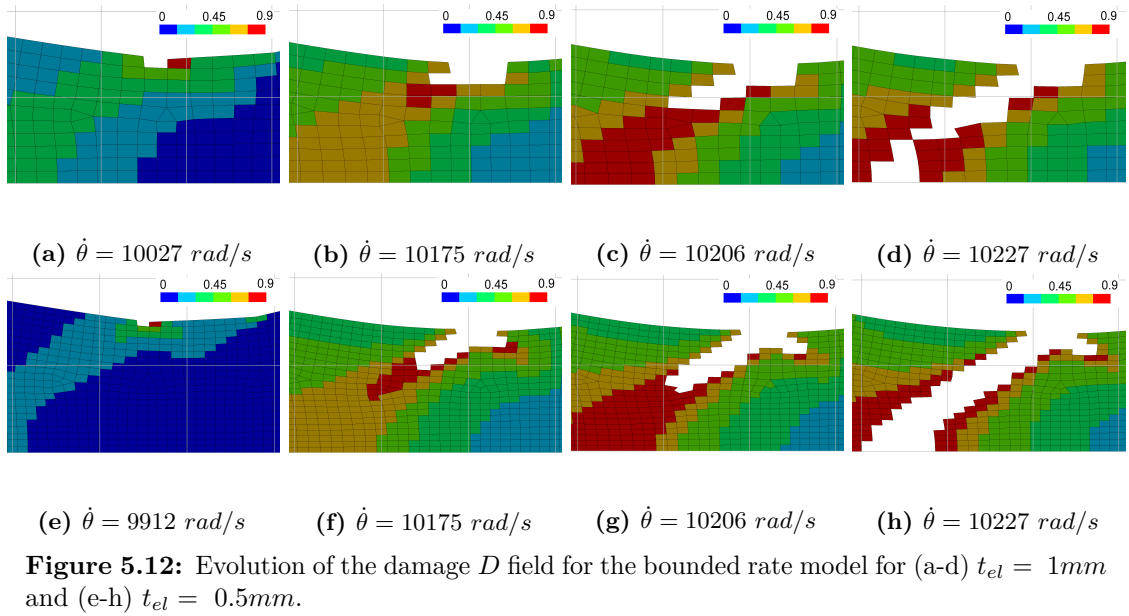 0 0.45 0.9 0 0.45 0.9 0 0.45 0.9 0 0.45 0.9
(a) θ̇ = 10027 rad/s (b) θ̇ = 10175 rad/s (c) θ̇ = 10206 rad/s (d) θ̇ = 10227 rad/s
0 0.45 0.9 0 0.45 0.9 0 0.45 0.9 0 0.45 0.9
(e) θ̇ = 9912 rad/s (f) θ̇ = 10175 rad/s (g) θ̇ = 10206 rad/s (h) θ̇ = 10227 rad/s
Figure 5.12: Evolution of the damage D field for the bounded rate model for (a-d) t_el = 1mm
and (e-h) t_el = 0.5mm.